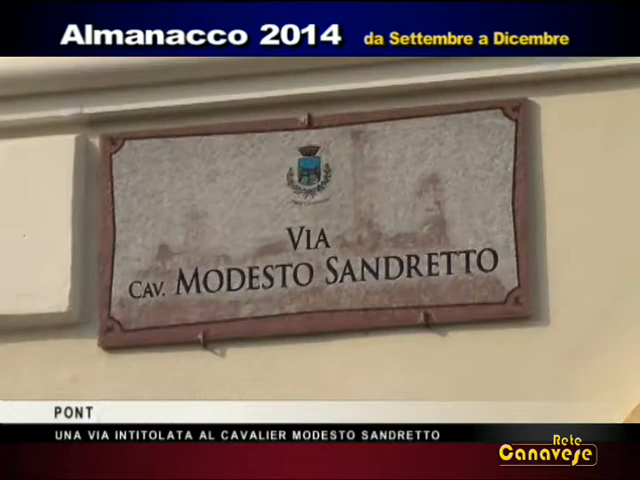 Almanacco 2014 da Settembre a Dicembre
VIA
CAV. MODESTO SANDRETTO
PONT
UNA VIA INTITOLATA AL CAVALIER MODESTO SANDRETTO
Rete
Canavese